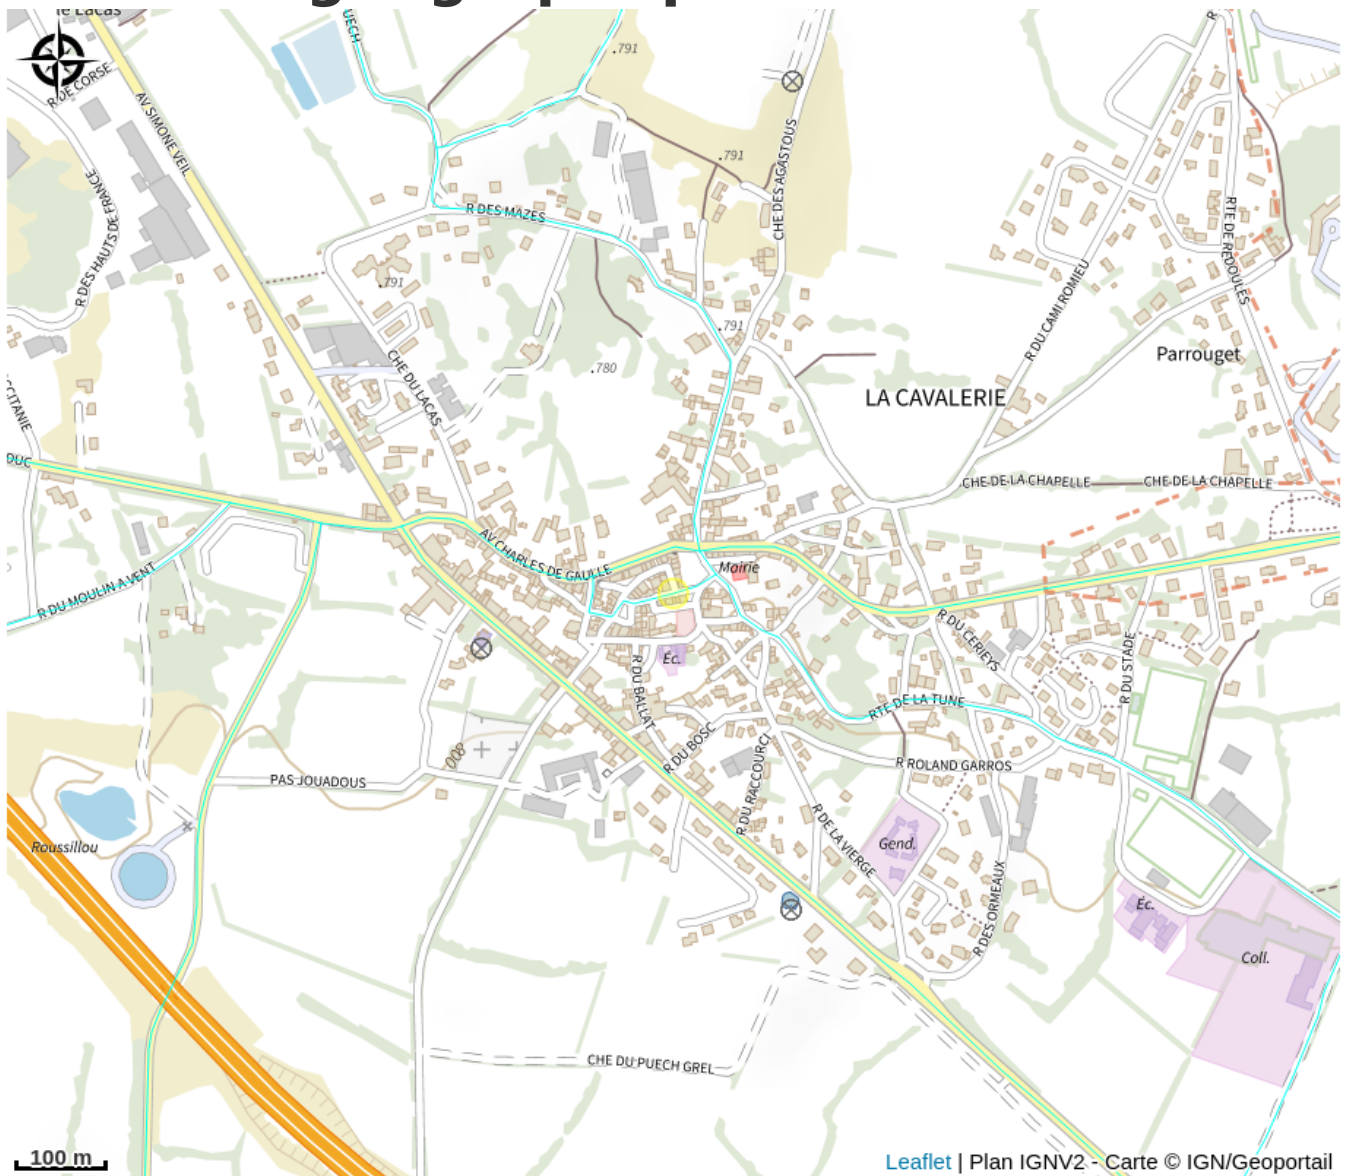 le Lacas
UECH
R DE CORSE
AV SIMONE VEIL
.791
.791
R DES HAUTS DE FRANCE
R DES MAZES
CHE DES AGASTOUS
RTE DE REDOULES
.791
.791
.780
R DU CAMI ROMIEU
Parrouget
CHE DU LACAS
LA CAVALERIE
CCITANIE
DUC
CHE DE LA CHAPELLE
CHE DE LA CHAPELLE
AV CHARLES DE GAULLE
Mairie
R DU MOULIN A VENT
R DU CERIEYS
R DU STADE
Éc.
R DU BALLAT
RTE DE LA TUNE
800
R DU BOSC
R DU RACCOURCI
R ROLAND GARROS
PAS JOUADOUS
R DE LA VIERGE
Roussillou
Gend.
R DES ORMEAUX
Éc.
Coll.
CHE DU PUECH GREL
100 m
Leaflet | Plan IGNV2 - Carte © IGN/Geoportail